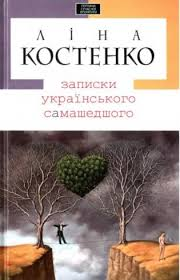 ЛІНА
КОСТЕНКО
записки
українського
самашедшого